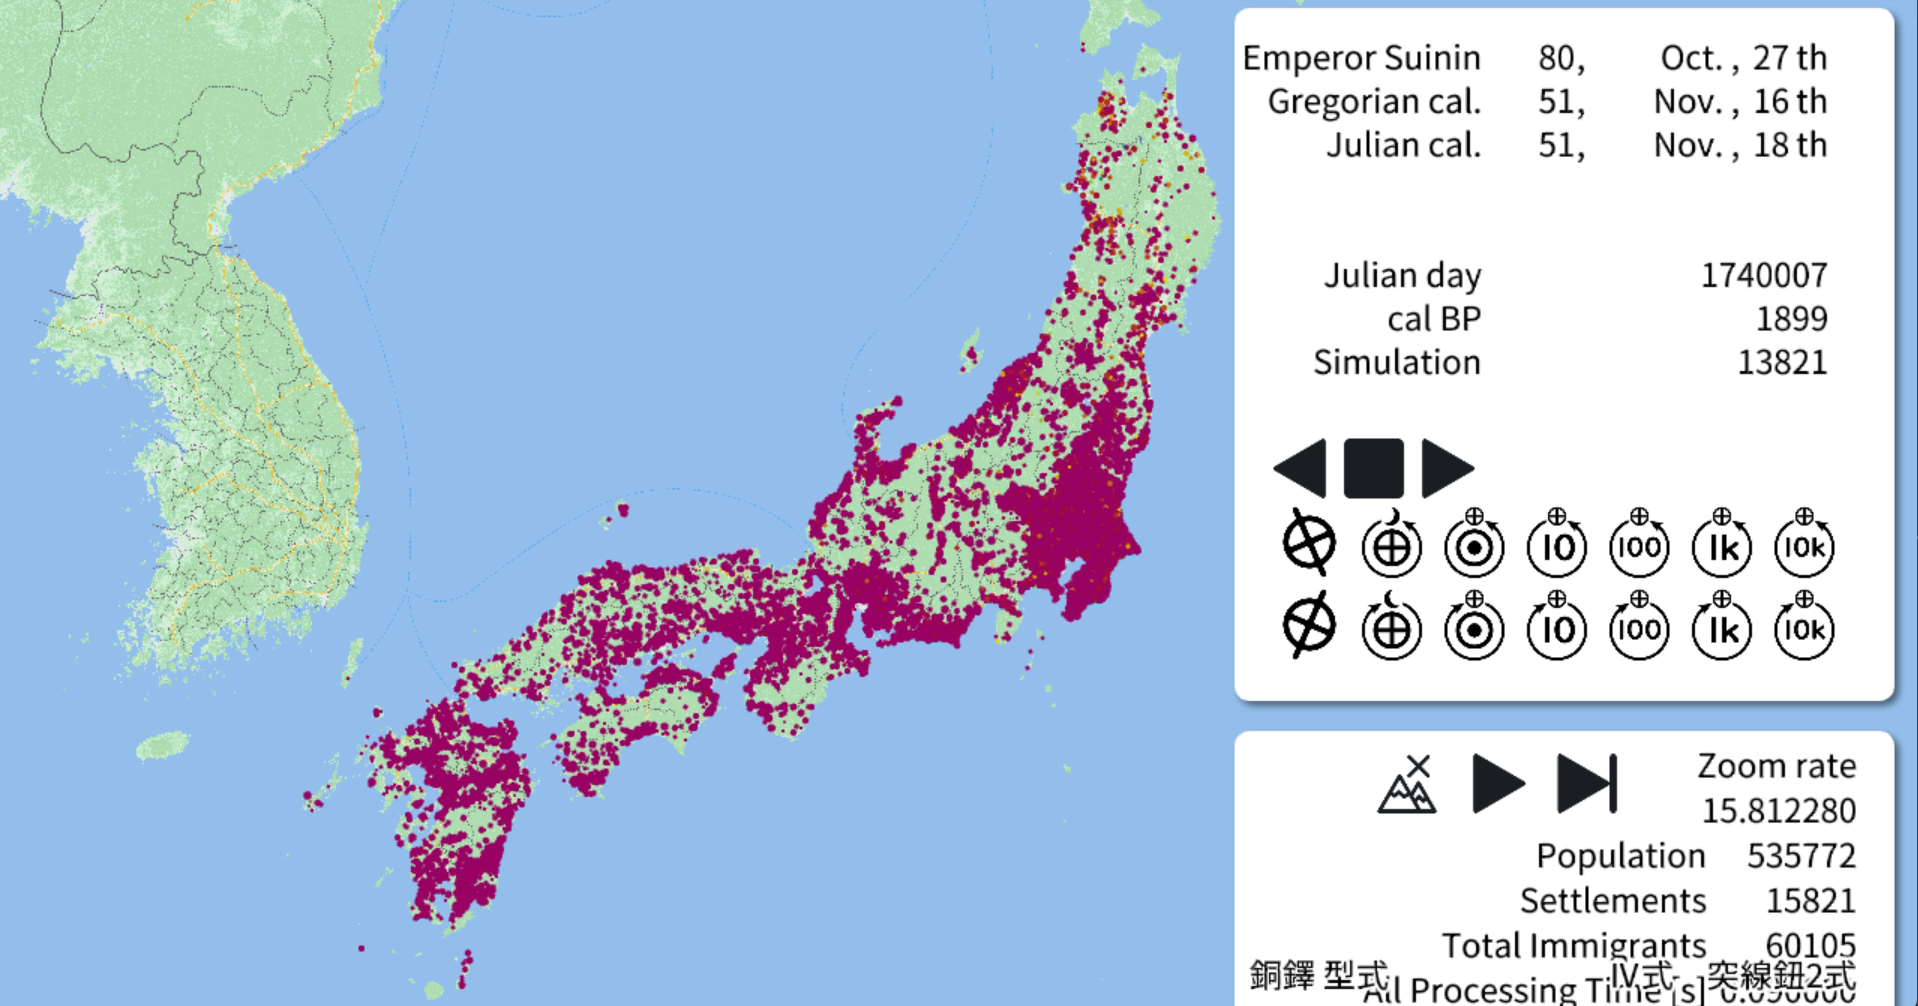 Emperor Suinin 80, Oct. , 27 th
Gregorian cal. 51, Nov. , 16 th
Julian cal. 51, Nov. , 18 th
Julian day 1740007
cal BP 1899
Simulation 13821
10 100 1k 10k
10 100 1k 10k
Zoom rate
15.812280
Population 535772
Settlements 15821
Total Immigrants 60105
銅鐸 型式 Ⅳ式 突線鈕2式
All Processing Time [s]